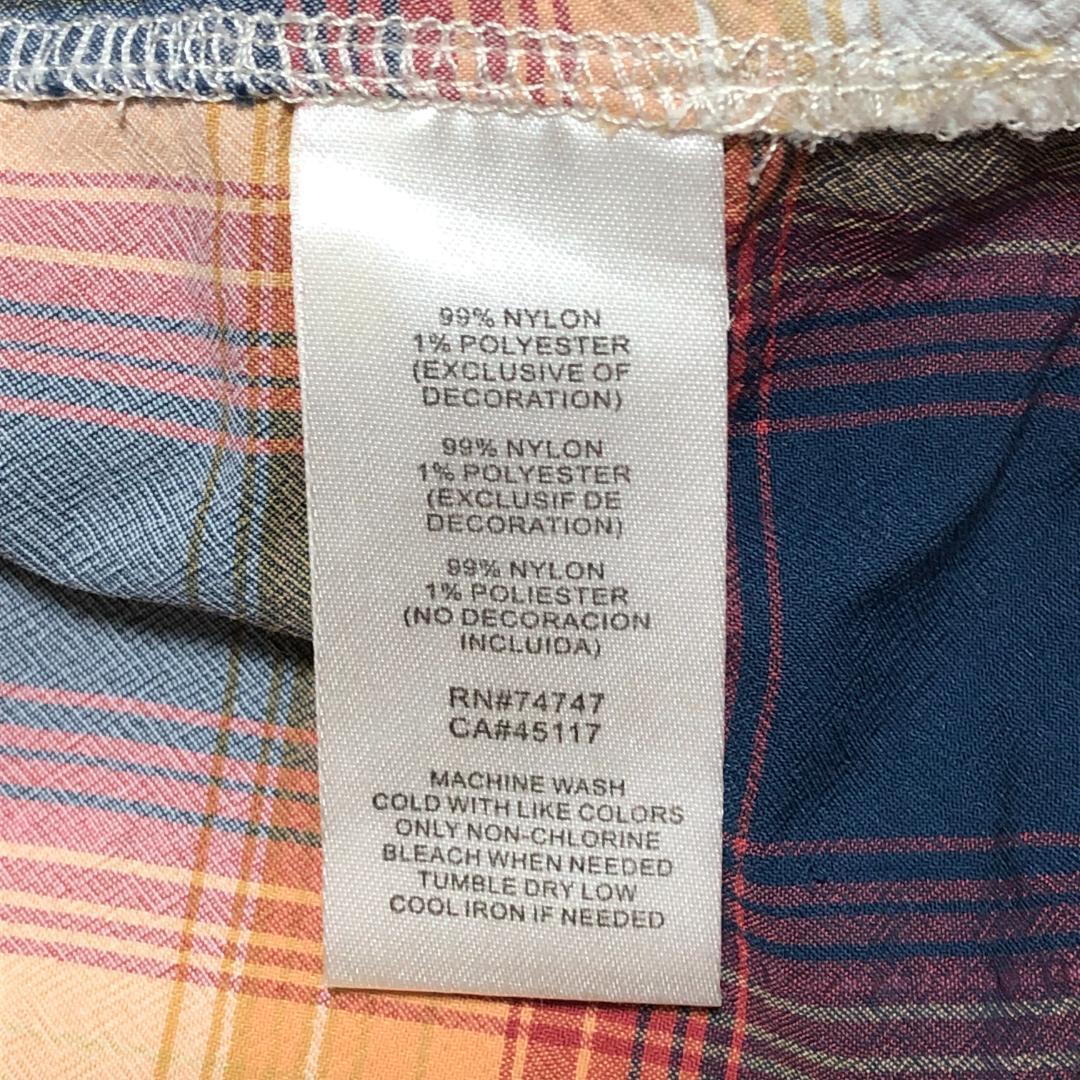 99% NYLON
1% POLYESTER
(EXCLUSIVE OF
DECORATION)
99% NYLON
1% POLYESTER
(EXCLUSIF DE
DECORATION)
99% NYLON
1% POLIESTER
(NO DECORACION
INCLUIDA)
RN#74747
CA#45117
MACHINE WASH
COLD WITH LIKE COLORS
ONLY NON-CHLORINE
BLEACH WHEN NEEDED
TUMBLE DRY LOW
COOL IRON IF NEEDED